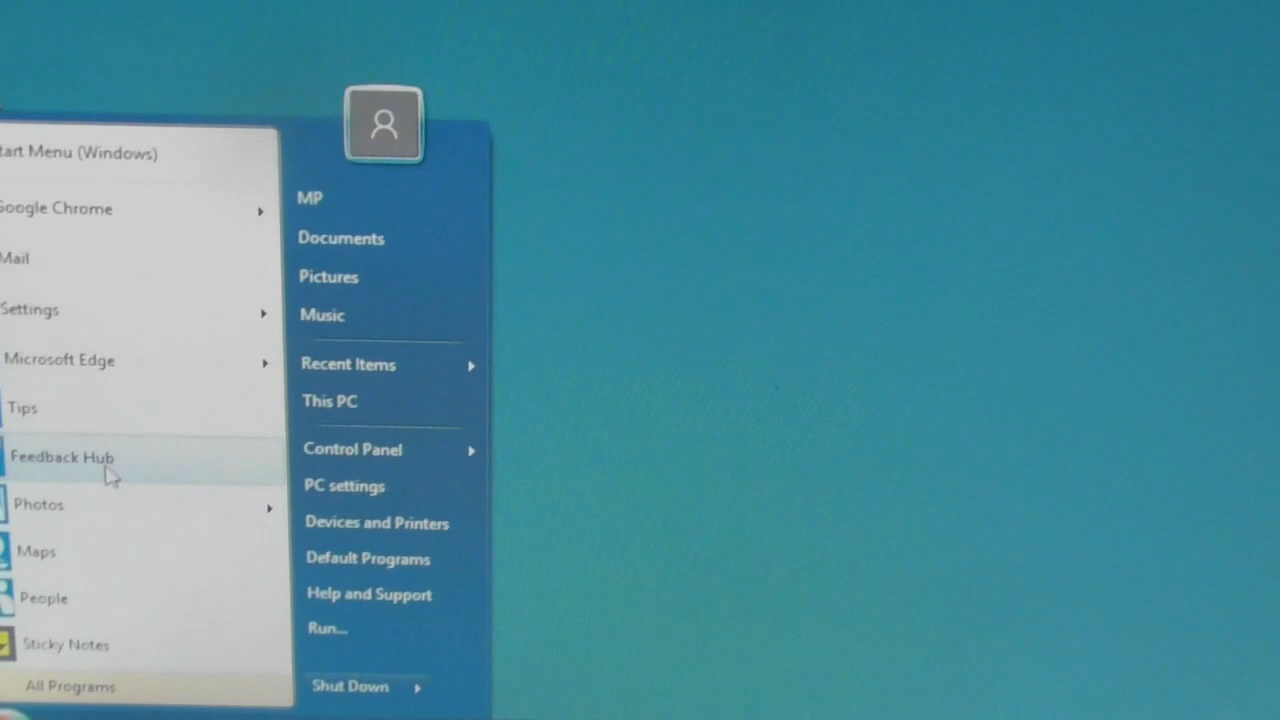 tart Menu (Windows)
Google Chrome
Mail
Settings
Microsoft Edge
Tips
Feedback Hub
Photos
Maps
People
Sticky Notes
All Programs
MP
Documents
Pictures
Music
Recent Items
This PC
Control Panel
PC settings
Devices and Printers
Default Programs
Help and Support
Run...
Shut Down